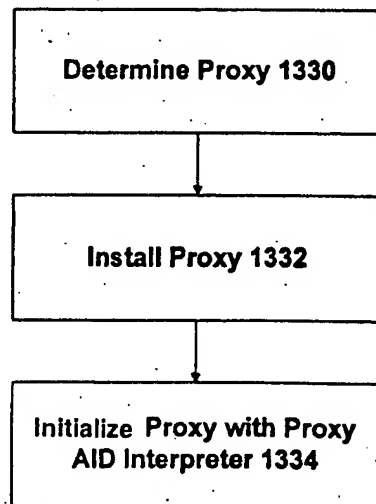 Determine Proxy 1330
Install Proxy 1332
Initialize Proxy with Proxy
AID Interpreter 1334